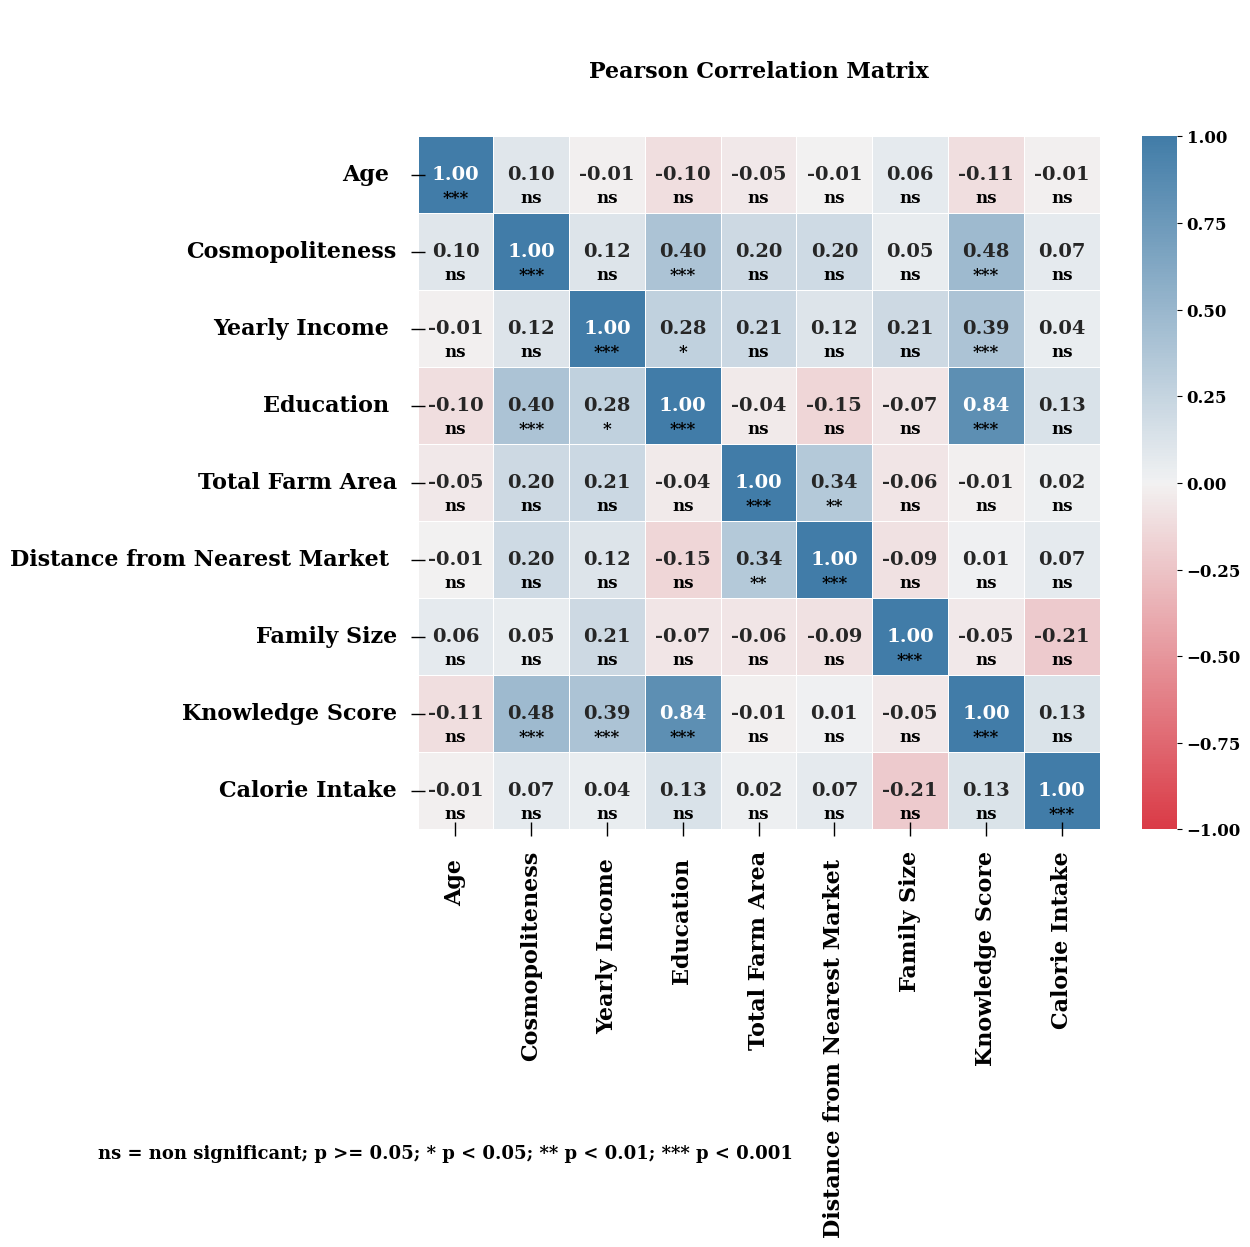 Pearson Correlation Matrix
Age 1.00 0.10 -0.01 -0.10 -0.05 -0.01 0.06 -0.11 -0.01
*** ns ns ns ns ns ns ns ns
Cosmopoliteness 0.10 1.00 0.12 0.40 0.20 0.20 0.05 0.48 0.07
ns *** ns *** ns ns ns *** ns
Yearly Income -0.01 0.12 1.00 0.28 0.21 0.12 0.21 0.39 0.04
ns ns *** * ns ns ns *** ns
Education -0.10 0.40 0.28 1.00 -0.04 -0.15 -0.07 0.84 0.13
ns *** * *** ns ns ns *** ns
Total Farm Area -0.05 0.20 0.21 -0.04 1.00 0.34 -0.06 -0.01 0.02
ns ns ns ns *** ** ns ns ns
Distance from Nearest Market -0.01 0.20 0.12 -0.15 0.34 1.00 -0.09 0.01 0.07
ns ns ns ns ** *** ns ns ns
Family Size 0.06 0.05 0.21 -0.07 -0.06 -0.09 1.00 -0.05 -0.21
ns ns ns ns ns ns *** ns ns
Knowledge Score -0.11 0.48 0.39 0.84 -0.01 0.01 -0.05 1.00 0.13
ns *** *** *** ns ns ns *** ns
Calorie Intake -0.01 0.07 0.04 0.13 0.02 0.07 -0.21 0.13 1.00
ns ns ns ns ns ns ns ns ***
Age
Cosmopoliteness
Yearly Income
Education
Total Farm Area
Distance from Nearest Market
Family Size
Knowledge Score
Calorie Intake
1.00
0.75
0.50
0.25
0.00
−0.25
−0.50
−0.75
−1.00
ns = non significant; p >= 0.05; * p < 0.05; ** p < 0.01; *** p < 0.001